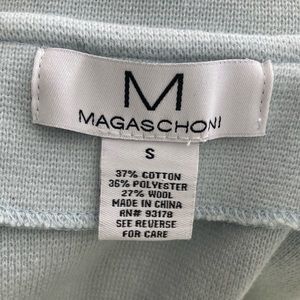 M
MAGASCHONI
S
37% COTTON
36% POLYESTER
27% WOOL
MADE IN CHINA
RN# 93178
SEE REVERSE
FOR CARE